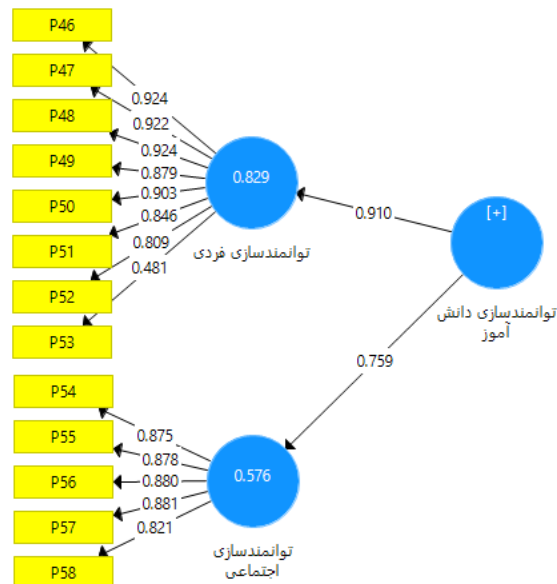 P46
P47
P48
P49
P50
P51
P52
P53
0.924
0.922
0.924
0.879
0.903
0.846
0.809
0.481
0.829
توانمندسازی فردی
0.910
[+]
توانمندسازی دانش
آموز
0.759
P54
P55
P56
P57
P58
0.875
0.878
0.880
0.881
0.821
0.576
توانمندسازی
اجتماعی